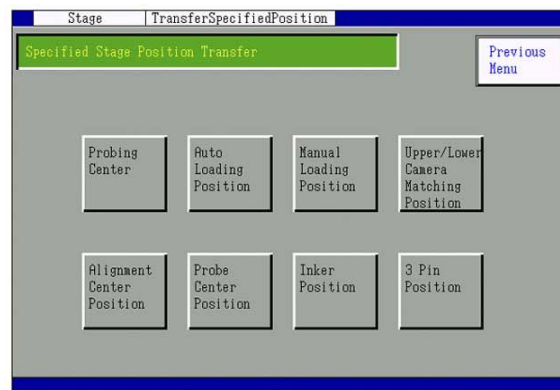 Stage
TransferSpecifiedPosition
Specified Stage Position Transfer
Previous
Menu
Probing
Center
Auto
Loading
Position
Manual
Loading
Position
Upper/Lower
Camera
Matching
Position
Alignment
Center
Position
Probe
Center
Position
Inker
Position
3 Pin
Position